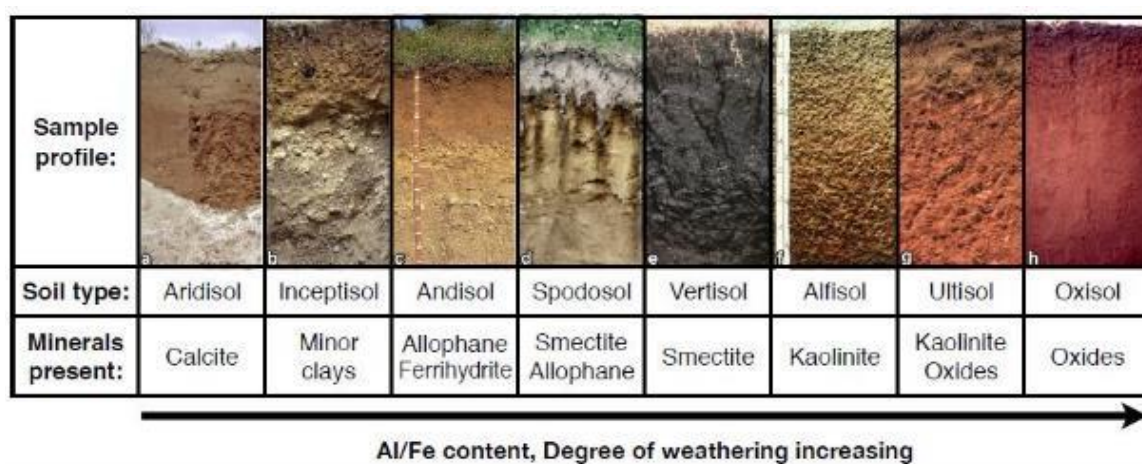 Sample
profile:
a b c d e f g h
Soil type: Aridisol Inceptisol Andisol Spodosol Vertisol Alfisol Ultisol Oxisol
Minerals
present:
Calcite
Minor
clays
Allophane
Ferrihydrite
Smectite
Allophane
Smectite
Kaolinite
Kaolinite
Oxides
Oxides
Al/Fe content, Degree of weathering increasing